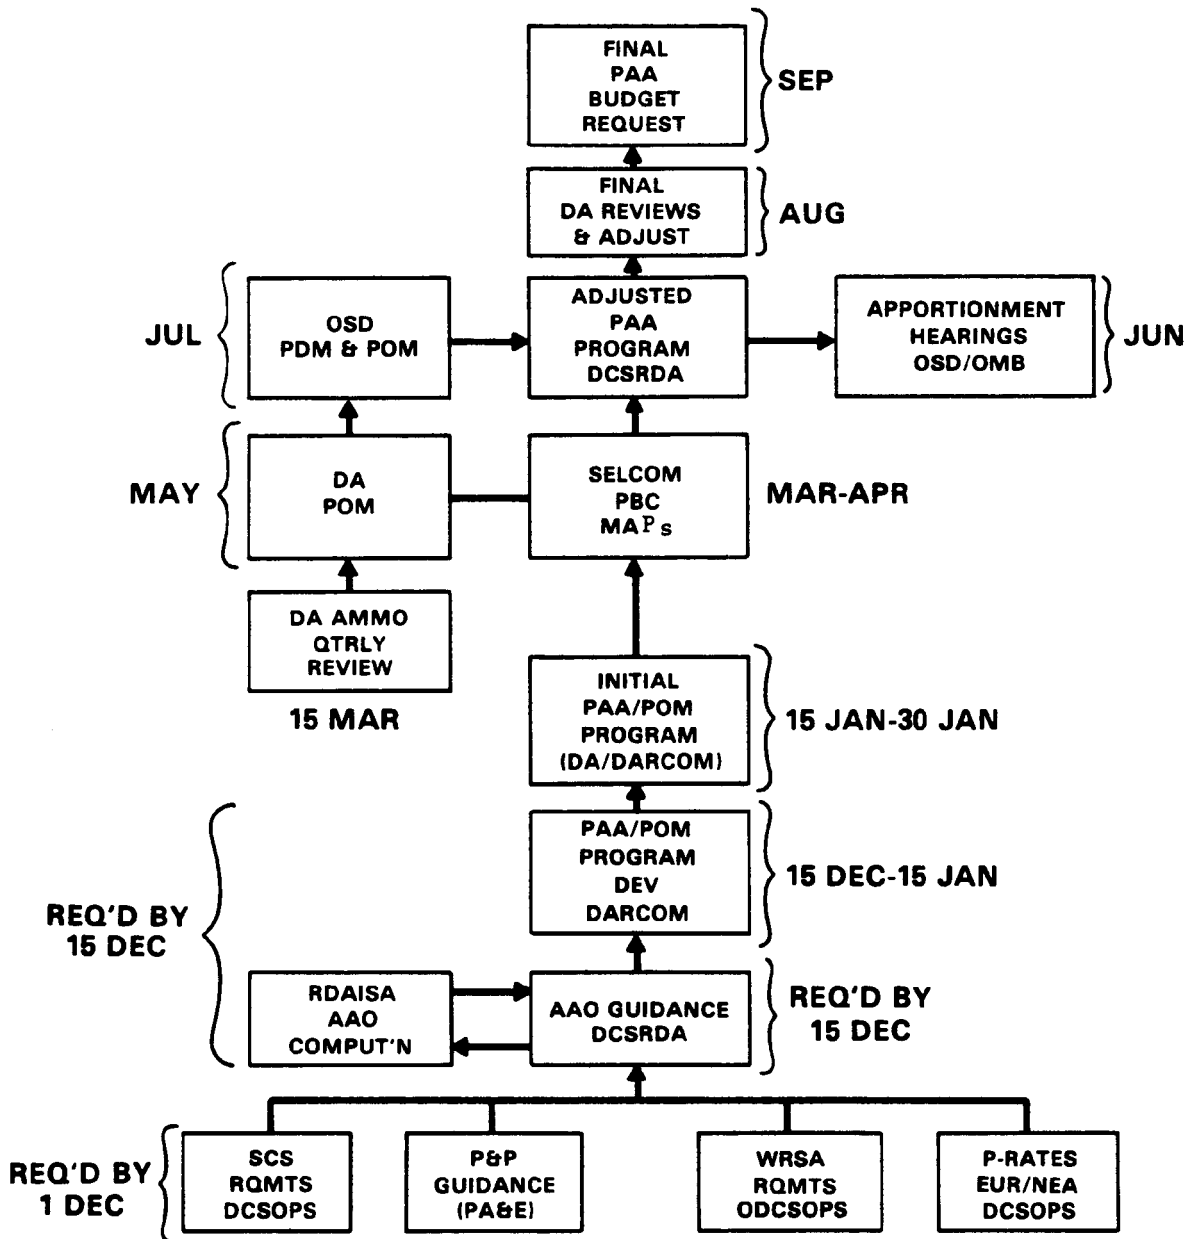 FINAL
PAA
BUDGET
REQUEST
SEP
FINAL
DA REVIEWS
& ADJUST
AUG
JUL
OSD
PDM & POM
ADJUSTED
PAA
PROGRAM
DCSRDA
APPORTIONMENT
HEARINGS
OSD/OMB
JUN
MAY
DA
POM
SELCOM
PBC
MAPs
MAR-APR
DA AMMO
QTRLY
REVIEW
15 MAR
INITIAL
PAA/POM
PROGRAM
(DA/DARCOM)
15 JAN-30 JAN
PAA/POM
PROGRAM
DEV
DARCOM
15 DEC-15 JAN
REQ'D BY
15 DEC
RDAISA
AAO
COMPUT'N
AAO GUIDANCE
DCSRDA
REQ'D BY
15 DEC
REQ'D BY
1 DEC
SCS
RQMTS
DCSOPS
P&P
GUIDANCE
(PA&E)
WRSA
RQMTS
ODCSOPS
P-RATES
EUR/NEA
DCSOPS